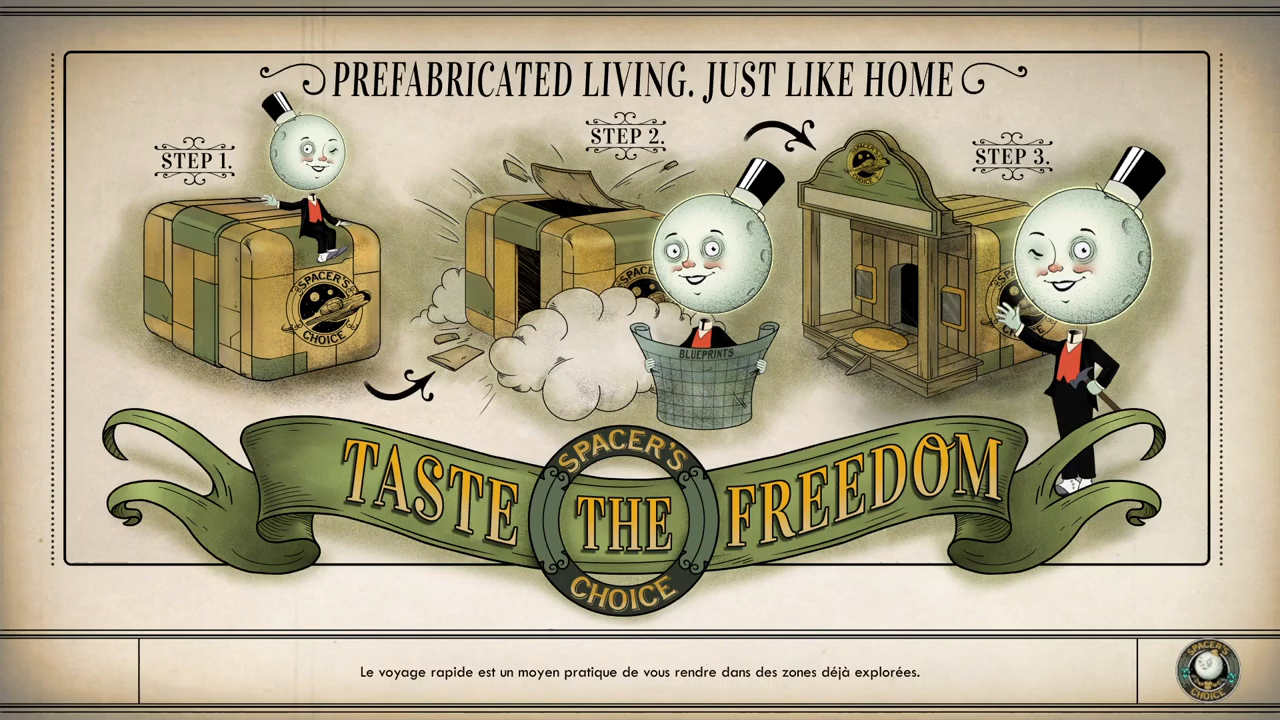 PREFABRICATED LIVING. JUST LIKE HOME
STEP 1.
STEP 2.
STEP 3.
SPACER'S
CHOICE
SPACER'S
CHOICE
BLUEPRINTS
TASTE THE FREEDOM
SPACER'S
CHOICE
Le voyage rapide est un moyen pratique de vous rendre dans des zones déjà explorées.
SPACER'S
CHOICE